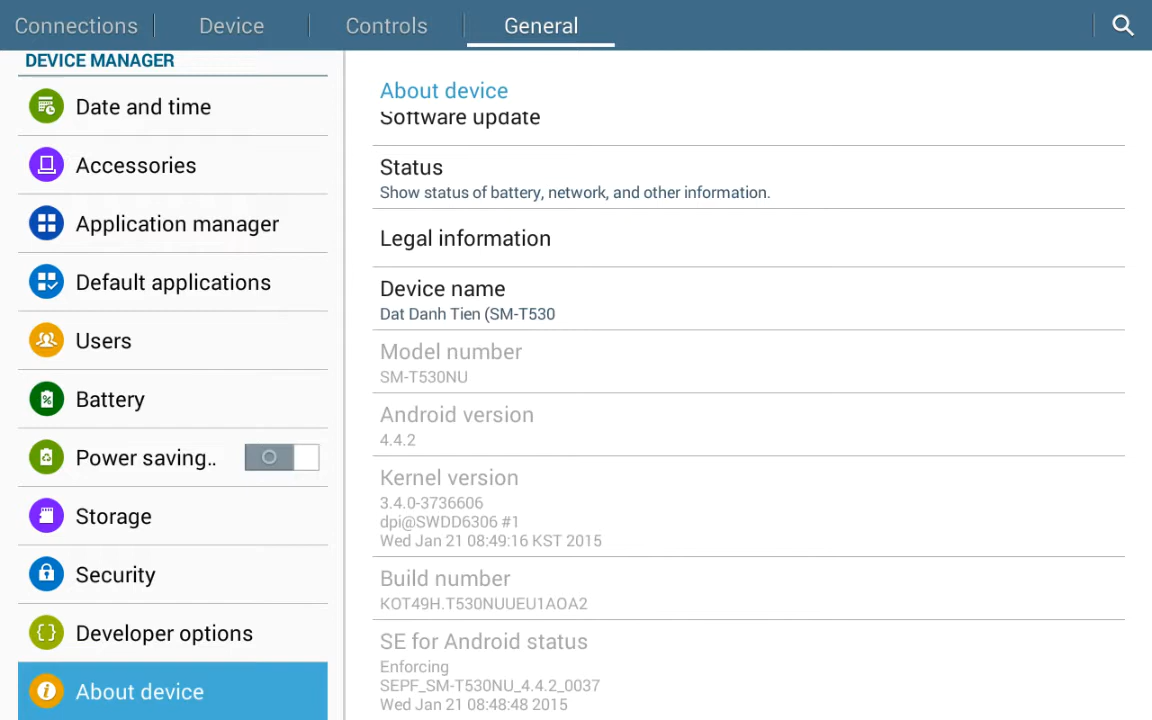 Connections
Device
Controls
General
DEVICE MANAGER
Date and time
Accessories
Application manager
Default applications
Users
Battery
Power saving..
Storage
Security
Developer options
About device
About device
Software update
Status
Show status of battery, network, and other information.
Legal information
Device name
Dat Danh Tien (SM-T530
Model number
SM-T530NU
Android version
4.4.2
Kernel version
3.4.0-3736606
dpi@SWDD6306 #1
Wed Jan 21 08:49:16 KST 2015
Build number
KOT49H.T530NUUEU1AOA2
SE for Android status
Enforcing
SEPF_SM-T530NU_4.4.2_0037
Wed Jan 21 08:48:48 2015